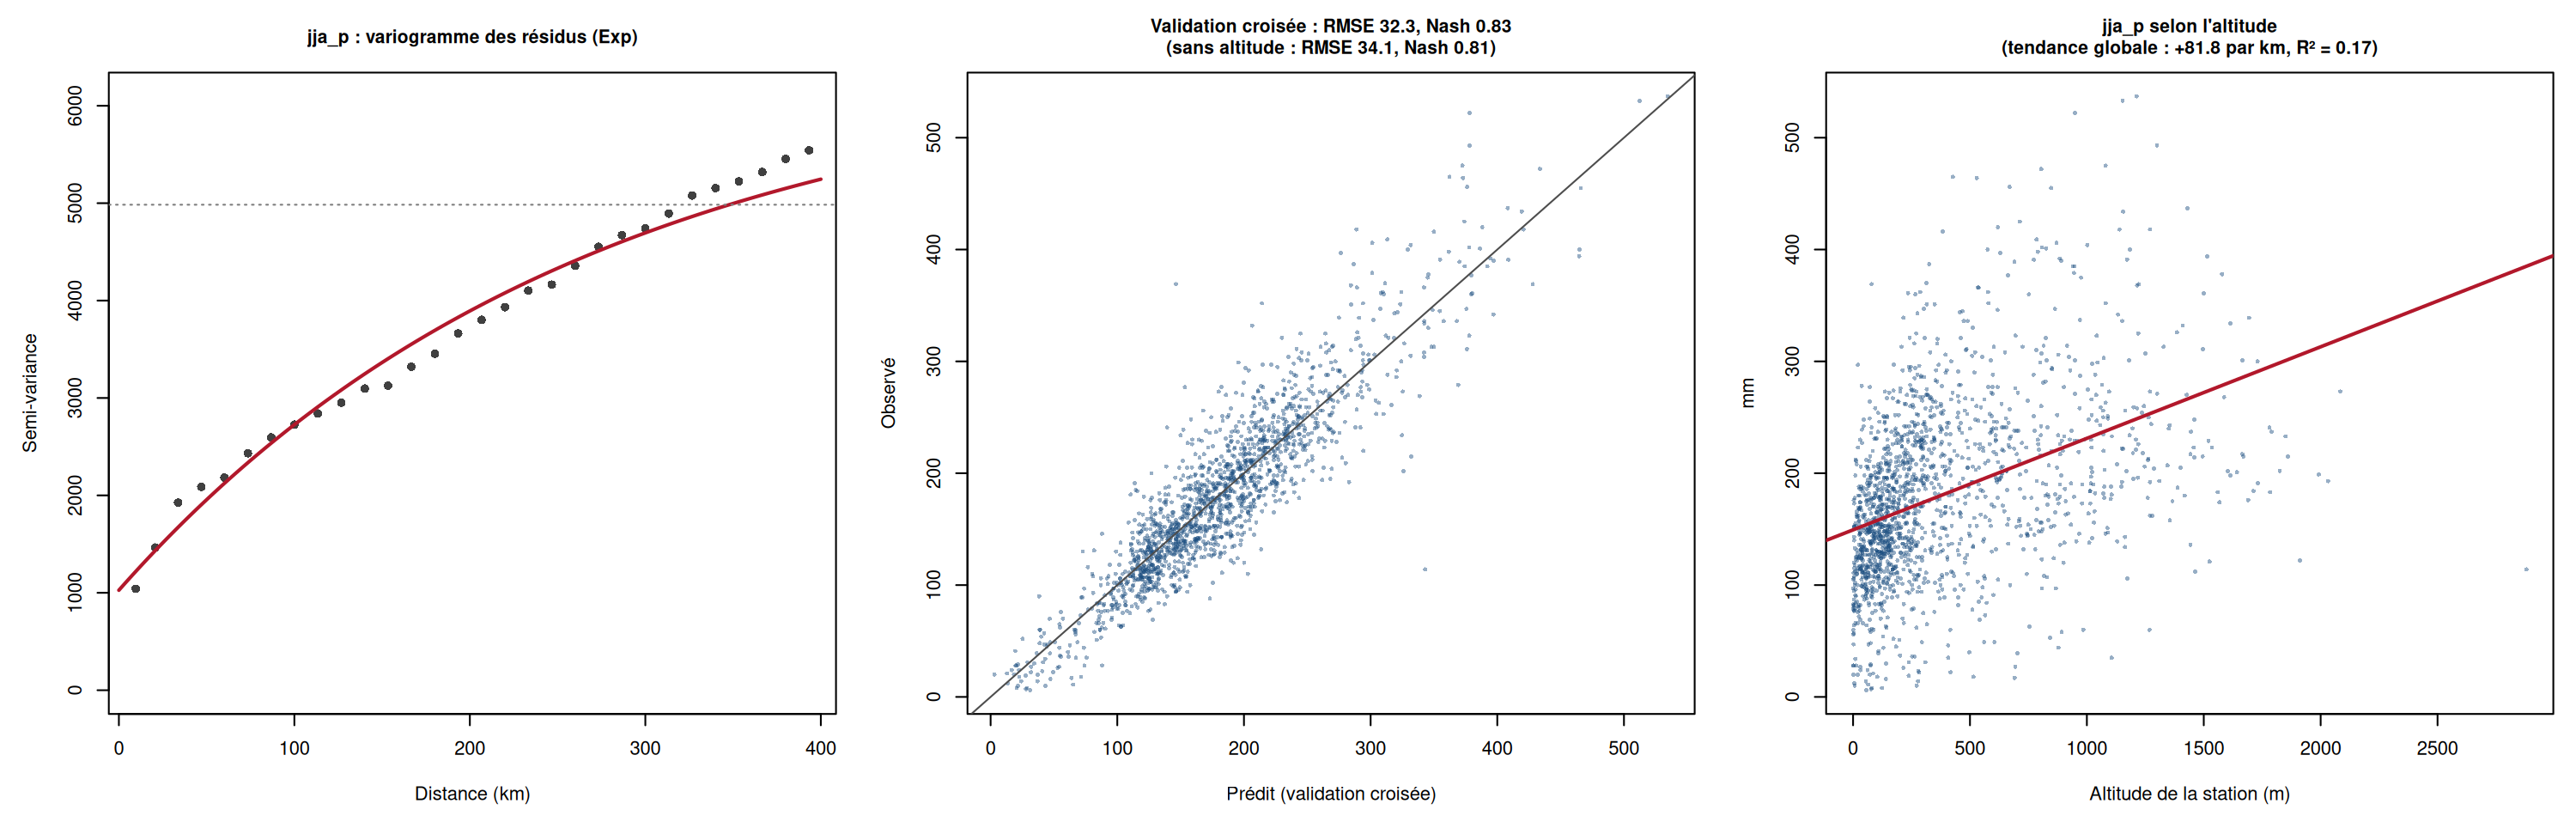 jja_p : variogramme des résidus (Exp)
6000
5000
4000
3000
2000
1000
0
Semi-variance
0 100 200 300 400
Distance (km)
Validation croisée : RMSE 32.3, Nash 0.83
(sans altitude : RMSE 34.1, Nash 0.81)
500
400
300
200
100
0
Observé
0 100 200 300 400 500
Prédit (validation croisée)
jja_p selon l'altitude
(tendance globale : +81.8 par km, R² = 0.17)
500
400
300
200
100
0
mm
0 500 1000 1500 2000 2500
Altitude de la station (m)